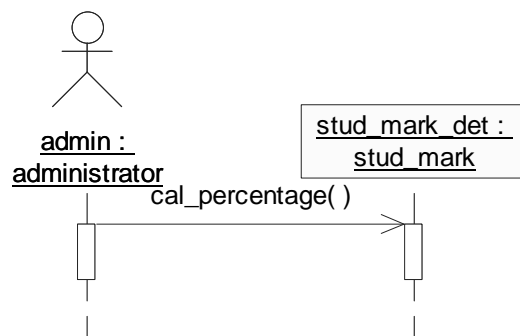 admin :
administrator
stud_mark_det :
stud_mark
cal_percentage( )